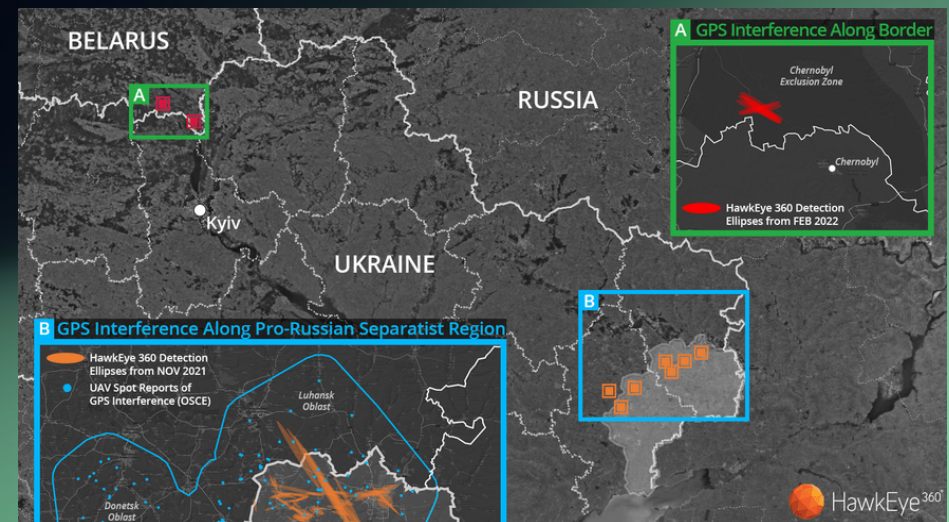 BELARUS
A GPS Interference Along Border
Chernobyl
Exclusion Zone
RUSSIA
A
Chernobyl
HawkEye 360 Detection
Ellipses from FEB 2022
Kyiv
UKRAINE
B
B GPS Interference Along Pro-Russian Separatist Region
HawkEye 360 Detection
Ellipses from NOV 2021
UAV Spot Reports of
GPS Interference (OSCE)
Luhansk
Oblast
Donetsk
Oblast
HawkEye 360